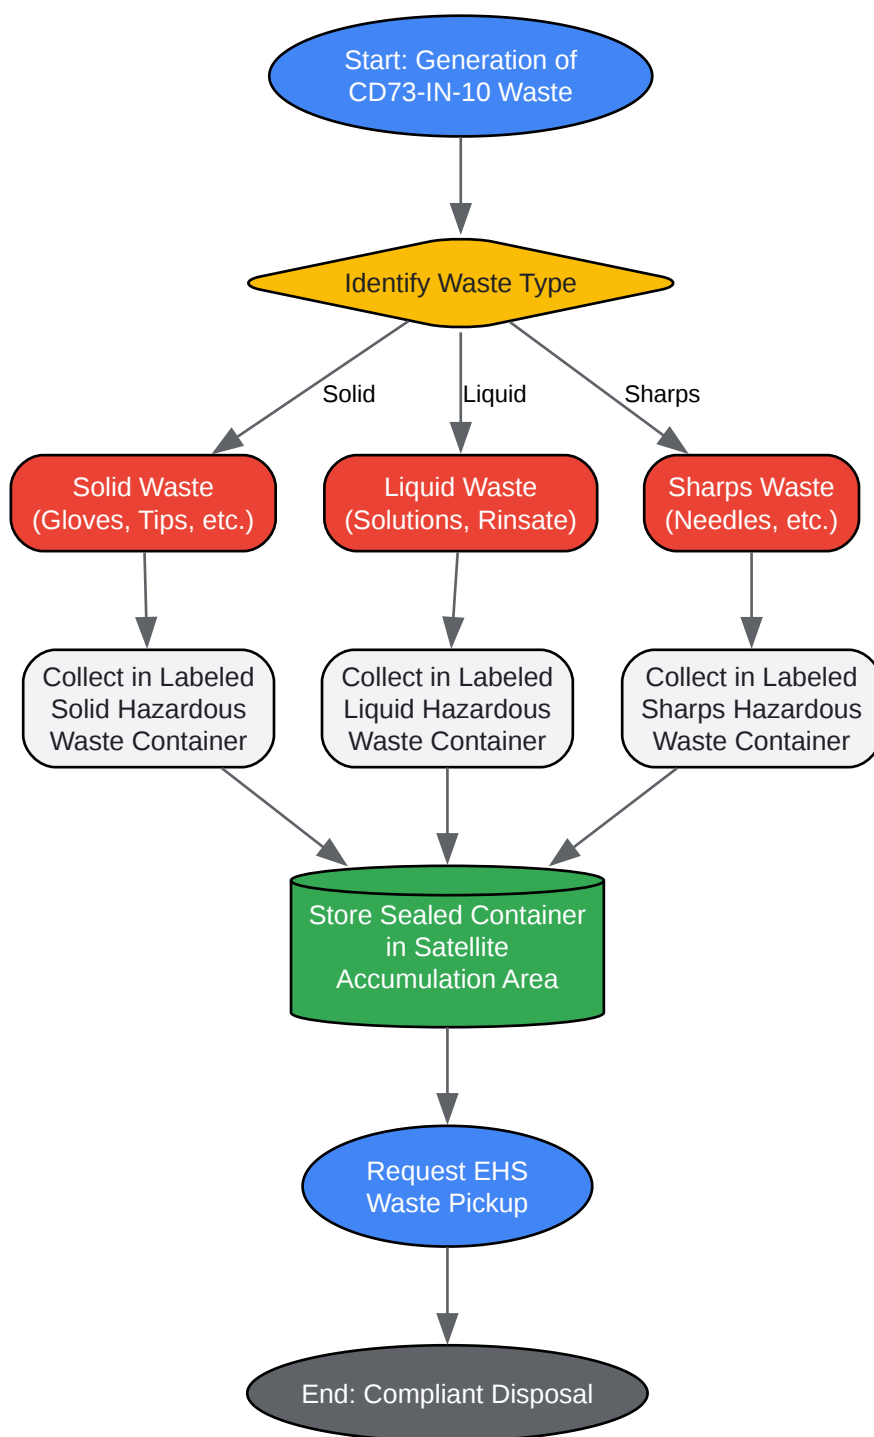 Start: Generation of
CD73-IN-10 Waste
Identify Waste Type
Solid
Liquid
Sharps
Solid Waste
(Gloves, Tips, etc.)
Liquid Waste
(Solutions, Rinsate)
Sharps Waste
(Needles, etc.)
Collect in Labeled
Solid Hazardous
Waste Container
Collect in Labeled
Liquid Hazardous
Waste Container
Collect in Labeled
Sharps Hazardous
Waste Container
Store Sealed Container
in Satellite
Accumulation Area
Request EHS
Waste Pickup
End: Compliant Disposal